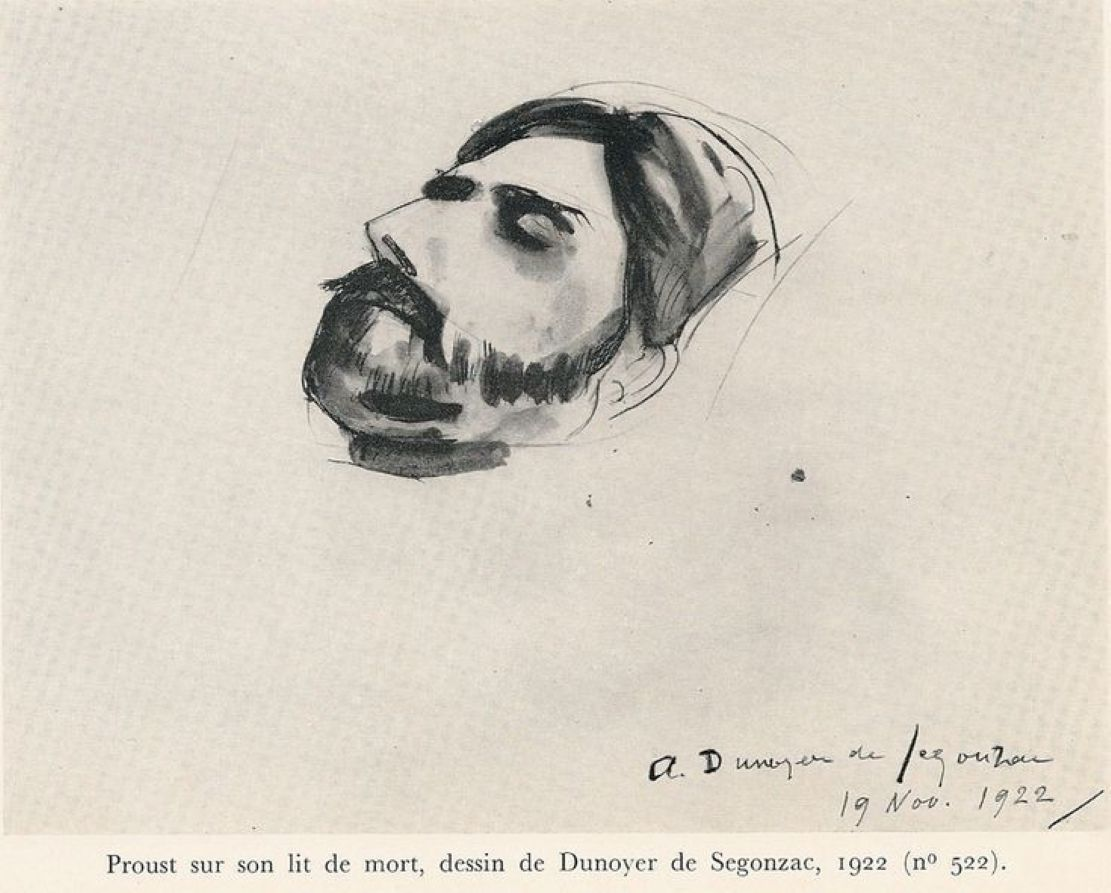 A. Dunoyer de Segonzac
19 Nov. 1922
Proust sur son lit de mort, dessin de Dunoyer de Segonzac, 1922 (nº 522).